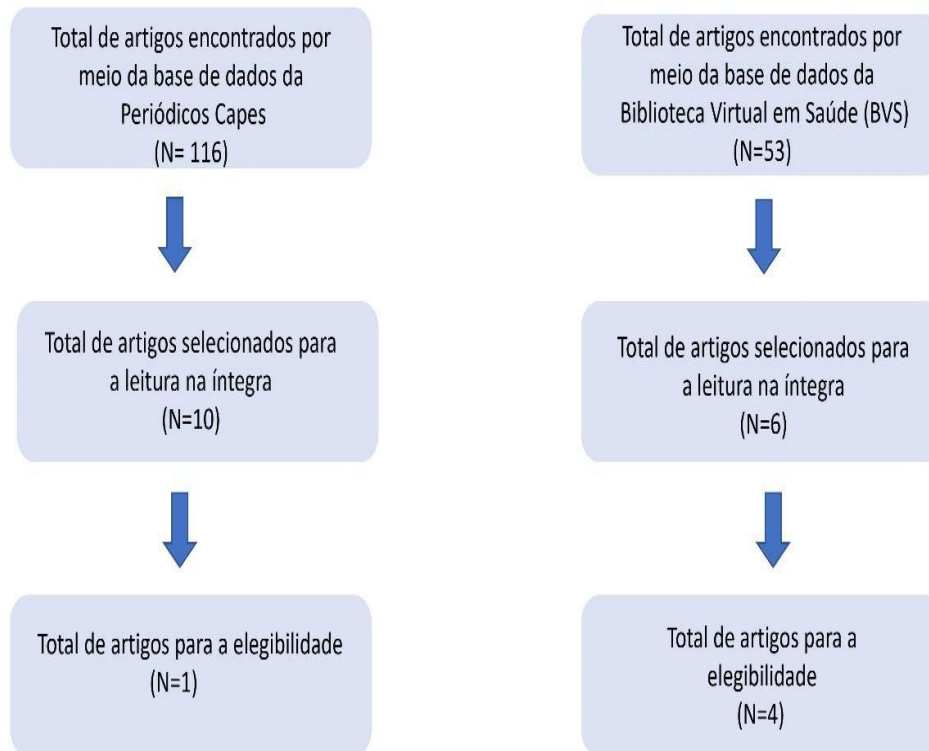 Total de artigos encontrados por
meio da base de dados da
Periódicos Capes
(N= 116)
Total de artigos selecionados para
a leitura na íntegra
(N=10)
Total de artigos para a elegibilidade
(N=1)
Total de artigos encontrados por
meio da base de dados da
Biblioteca Virtual em Saúde (BVS)
(N=53)
Total de artigos selecionados para
a leitura na íntegra
(N=6)
Total de artigos para a
elegibilidade
(N=4)